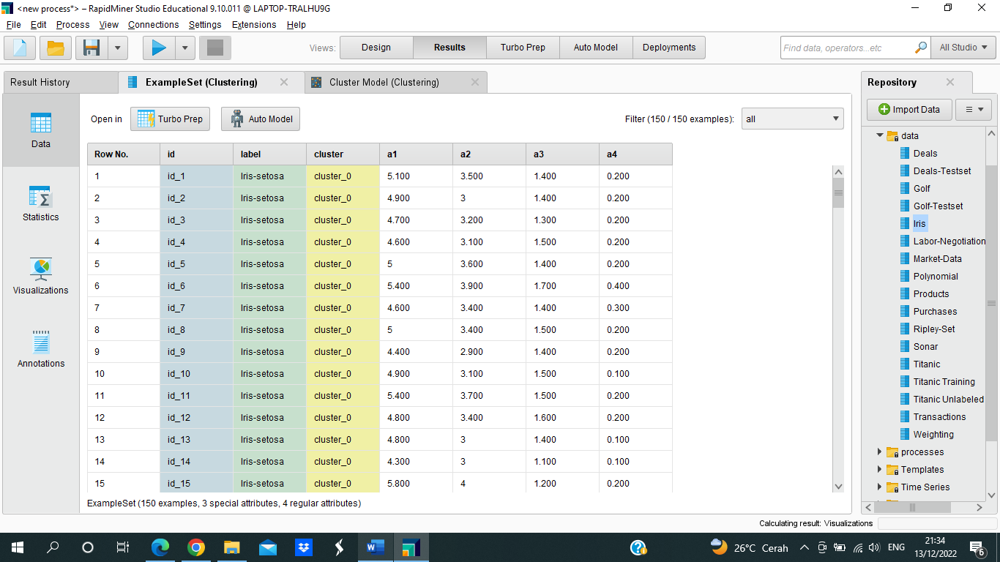 <new process*> – RapidMiner Studio Educational 9.10.011 @ LAPTOP-TRALHU9G
File Edit Process View Connections Settings Extensions Help
Views: Design Results Turbo Prep Auto Model Deployments Find data, operators...etc All Studio
Result History ExampleSet (Clustering) Cluster Model (Clustering)
Data
Statistics
Visualizations
Annotations
Open in Turbo Prep Auto Model Filter (150 / 150 examples): all
Row No. id label cluster a1 a2 a3 a4
1 id_1 Iris-setosa cluster_0 5.100 3.500 1.400 0.200
2 id_2 Iris-setosa cluster_0 4.900 3 1.400 0.200
3 id_3 Iris-setosa cluster_0 4.700 3.200 1.300 0.200
4 id_4 Iris-setosa cluster_0 4.600 3.100 1.500 0.200
5 id_5 Iris-setosa cluster_0 5 3.600 1.400 0.200
6 id_6 Iris-setosa cluster_0 5.400 3.900 1.700 0.400
7 id_7 Iris-setosa cluster_0 4.600 3.400 1.400 0.300
8 id_8 Iris-setosa cluster_0 5 3.400 1.500 0.200
9 id_9 Iris-setosa cluster_0 4.400 2.900 1.400 0.200
10 id_10 Iris-setosa cluster_0 4.900 3.100 1.500 0.100
11 id_11 Iris-setosa cluster_0 5.400 3.700 1.500 0.200
12 id_12 Iris-setosa cluster_0 4.800 3.400 1.600 0.200
13 id_13 Iris-setosa cluster_0 4.800 3 1.400 0.100
14 id_14 Iris-setosa cluster_0 4.300 3 1.100 0.100
15 id_15 Iris-setosa cluster_0 5.800 4 1.200 0.200
ExampleSet (150 examples, 3 special attributes, 4 regular attributes)
Repository
Import Data
data
Deals
Deals-Testset
Golf
Golf-Testset
Iris
Labor-Negotiation
Market-Data
Polynomial
Products
Purchases
Ripley-Set
Sonar
Titanic
Titanic Training
Titanic Unlabeled
Transactions
Weighting
processes
Templates
Time Series
Calculating result: Visualizations
26°C Cerah ENG 21:34
13/12/2022
6